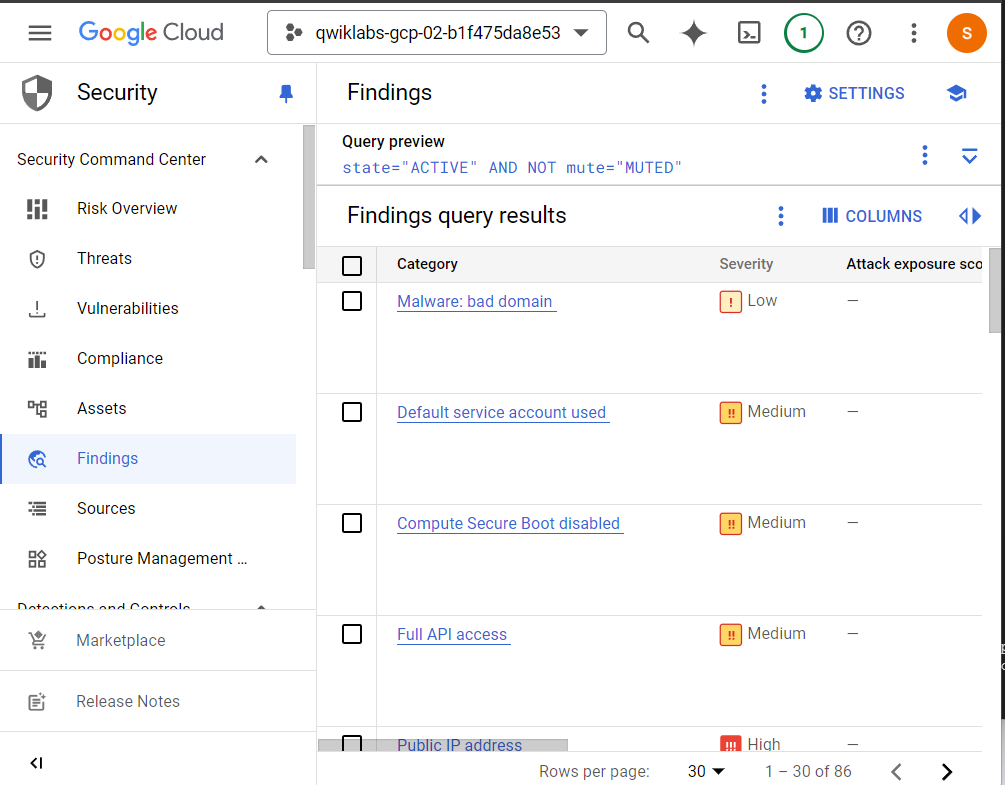 Google Cloud
qwiklabs-gcp-02-b1f475da8e53
1
S
Security
Findings
SETTINGS
Security Command Center
Query preview
state="ACTIVE" AND NOT mute="MUTED"
Risk Overview
Findings query results
COLUMNS
Threats
Category Severity Attack exposure sco
Vulnerabilities
Malware: bad domain ! Low —
Compliance
Assets
Default service account used !! Medium —
Findings
Sources
Compute Secure Boot disabled !! Medium —
Posture Management ...
Detections and Controls
Marketplace
Full API access !! Medium —
Release Notes
Public IP address !!! High —
Rows per page: 30 1 – 30 of 86